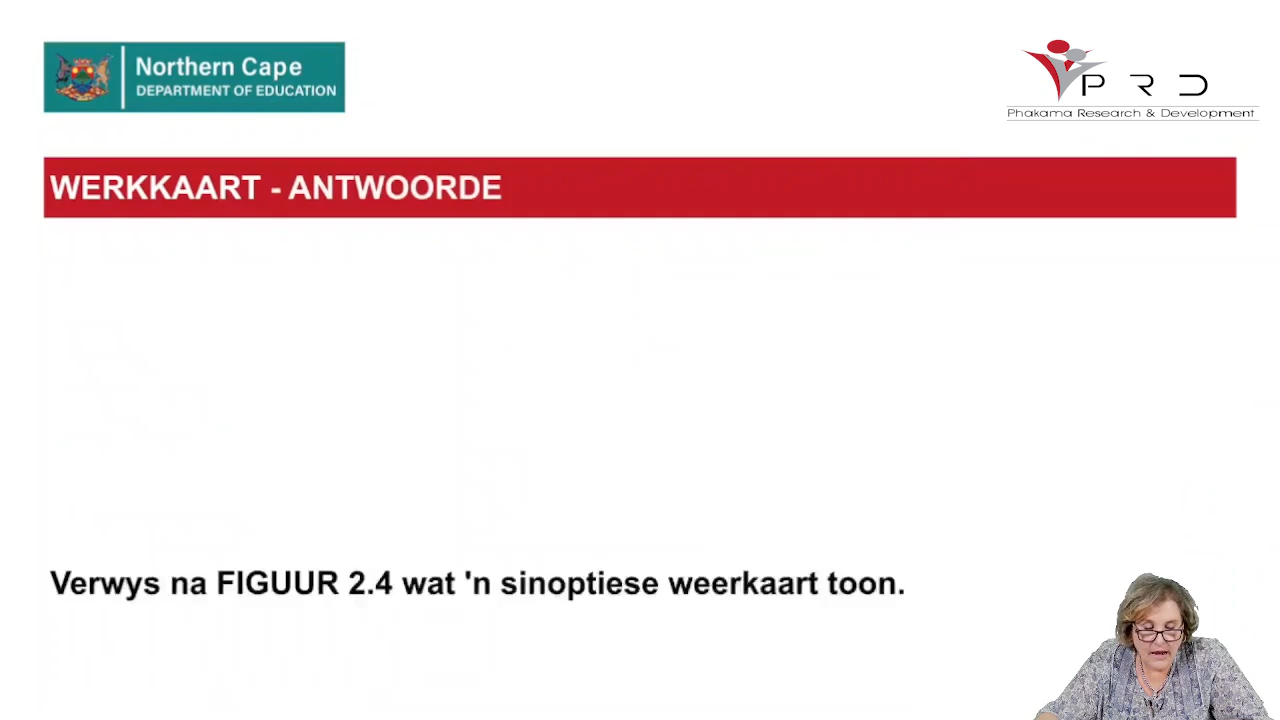 Northern Cape
DEPARTMENT OF EDUCATION
P R D
Phakama Research & Development
WERKKAART - ANTWOORDE
Verwys na FIGUUR 2.4 wat 'n sinoptiese weerkaart toon.